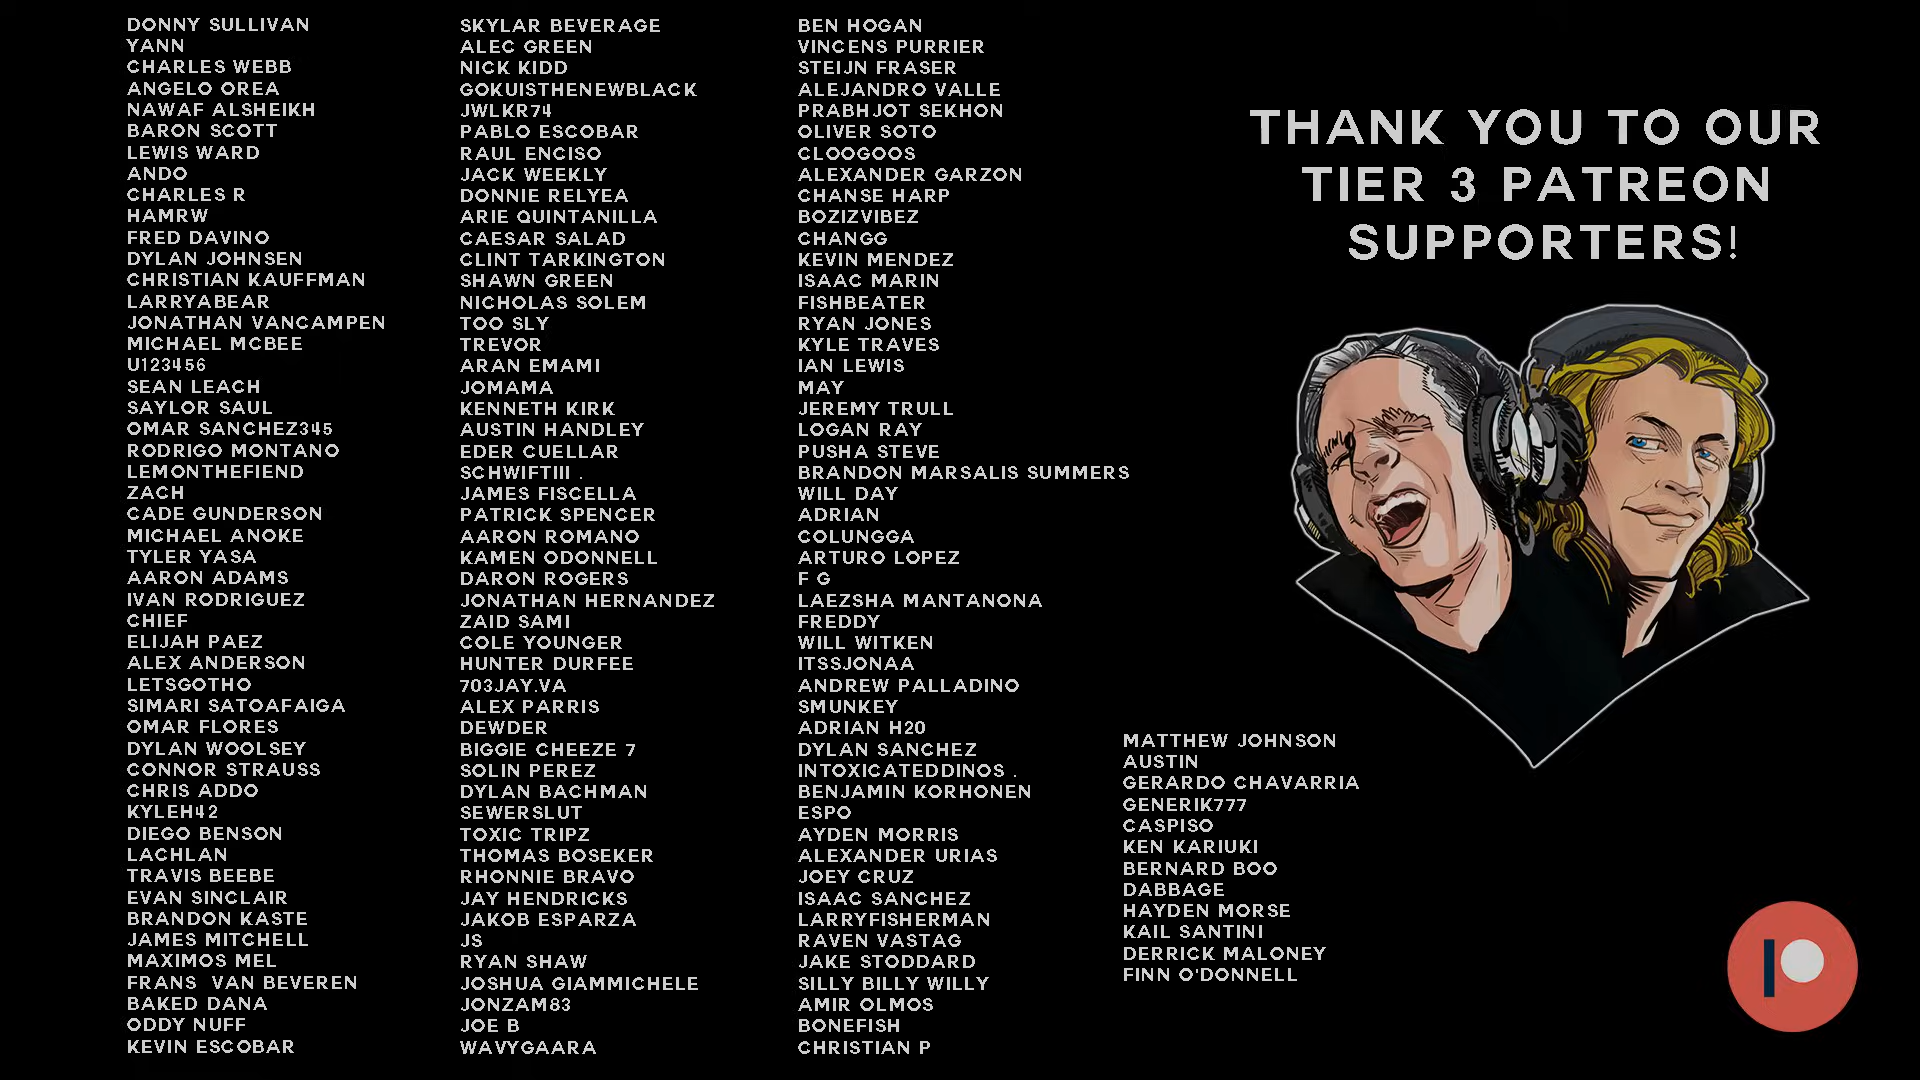 DONNY SULLIVAN
YANN
CHARLES WEBB
ANGELO OREA
NAWAF ALSHEIKH
BARON SCOTT
LEWIS WARD
ANDO
CHARLES R
HAMRW
FRED DAVINO
DYLAN JOHNSEN
CHRISTIAN KAUFFMAN
LARRYABEAR
JONATHAN VANCAMPEN
MICHAEL MCBEE
U123456
SEAN LEACH
SAYLOR SAUL
OMAR SANCHEZ345
RODRIGO MONTANO
LEMONTHEFIEND
ZACH
CADE GUNDERSON
MICHAEL ANOKE
TYLER YASA
AARON ADAMS
IVAN RODRIGUEZ
CHIEF
ELIJAH PAEZ
ALEX ANDERSON
LETSGOTHO
SIMARI SATOAFAIGA
OMAR FLORES
DYLAN WOOLSEY
CONNOR STRAUSS
CHRIS ADDO
KYLEH42
DIEGO BENSON
LACHLAN
TRAVIS BEEBE
EVAN SINCLAIR
BRANDON KASTE
JAMES MITCHELL
MAXIMOS MEL
FRANS  VAN BEVEREN
BAKED DANA
ODDY NUFF
KEVIN ESCOBAR
SKYLAR BEVERAGE
ALEC GREEN
NICK KIDD
GOKUISTHENEWBLACK
JWLKR74
PABLO ESCOBAR
RAUL ENCISO
JACK WEEKLY
DONNIE RELYEA
ARIE QUINTANILLA
CAESAR SALAD
CLINT TARKINGTON
SHAWN GREEN
NICHOLAS SOLEM
TOO SLY
TREVOR
ARAN EMAMI
JOMAMA
KENNETH KIRK
AUSTIN HANDLEY
EDER CUELLAR
SCHWIFTIII .
JAMES FISCELLA
PATRICK SPENCER
AARON ROMANO
KAMEN ODONNELL
DARON ROGERS
JONATHAN HERNANDEZ
ZAID SAMI
COLE YOUNGER
HUNTER DURFEE
703JAY.VA
ALEX PARRIS
DEWDER
BIGGIE CHEEZE 7
SOLIN PEREZ
DYLAN BACHMAN
SEWERSLUT
TOXIC TRIPZ
THOMAS BOSEKER
RHONNIE BRAVO
JAY HENDRICKS
JAKOB ESPARZA
JS
RYAN SHAW
JOSHUA GIAMMICHELE
JONZAM83
JOE B
WAVYGAARA
BEN HOGAN
VINCENS PURRIER
STEIJN FRASER
ALEJANDRO VALLE
PRABHJOT SEKHON
OLIVER SOTO
CLOOGOOS
ALEXANDER GARZON
CHANSE HARP
BOZIZVIBEZ
CHANGG
KEVIN MENDEZ
ISAAC MARIN
FISHBEATER
RYAN JONES
KYLE TRAVES
IAN LEWIS
MAY
JEREMY TRULL
LOGAN RAY
PUSHA STEVE
BRANDON MARSALIS SUMMERS
WILL DAY
ADRIAN
COLUNGGA
ARTURO LOPEZ
F G
LAEZSHA MANTANONA
FREDDY
WILL WITKEN
ITSSJONAA
ANDREW PALLADINO
SMUNKEY
ADRIAN H20
DYLAN SANCHEZ
INTOXICATEDDINOS .
BENJAMIN KORHONEN
ESPO
AYDEN MORRIS
ALEXANDER URIAS
JOEY CRUZ
ISAAC SANCHEZ
LARRYFISHERMAN
RAVEN VASTAG
JAKE STODDARD
SILLY BILLY WILLY
AMIR OLMOS
BONEFISH
CHRISTIAN P
THANK YOU TO OUR
TIER 3 PATREON
SUPPORTERS!
MATTHEW JOHNSON
AUSTIN
GERARDO CHAVARRIA
GENERIK777
CASPISO
KEN KARIUKI
BERNARD BOO
DABBAGE
HAYDEN MORSE
KAIL SANTINI
DERRICK MALONEY
FINN O'DONNELL